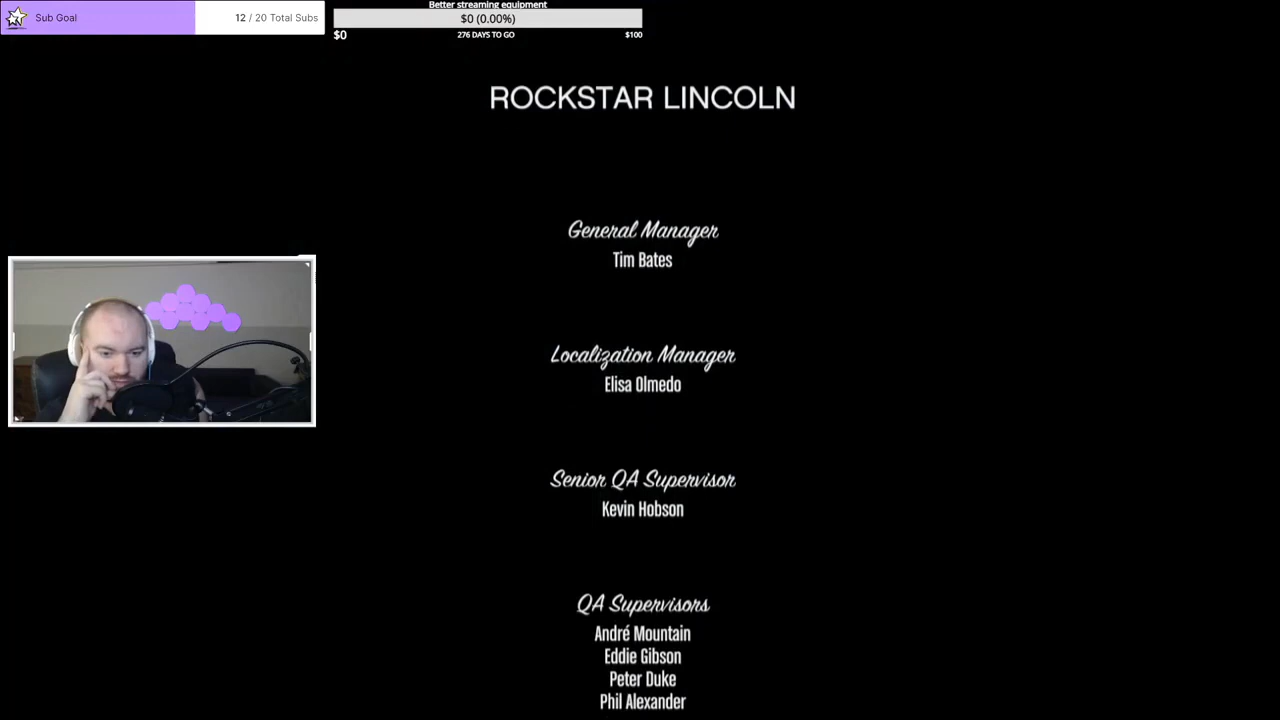 Sub Goal
12 / 20 Total Subs
Better streaming equipment
$0 (0.00%)
$0
276 DAYS TO GO
$100
ROCKSTAR LINCOLN
General Manager
Tim Bates
Localization Manager
Elisa Olmedo
Senior QA Supervisor
Kevin Hobson
QA Supervisors
André Mountain
Eddie Gibson
Peter Duke
Phil Alexander